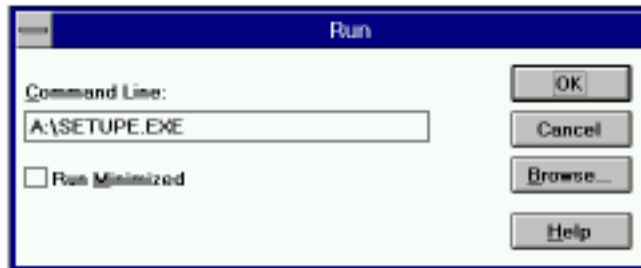 Run
Command Line:
A:\SETUPE.EXE
Run Minimized
OK
Cancel
Browse...
Help